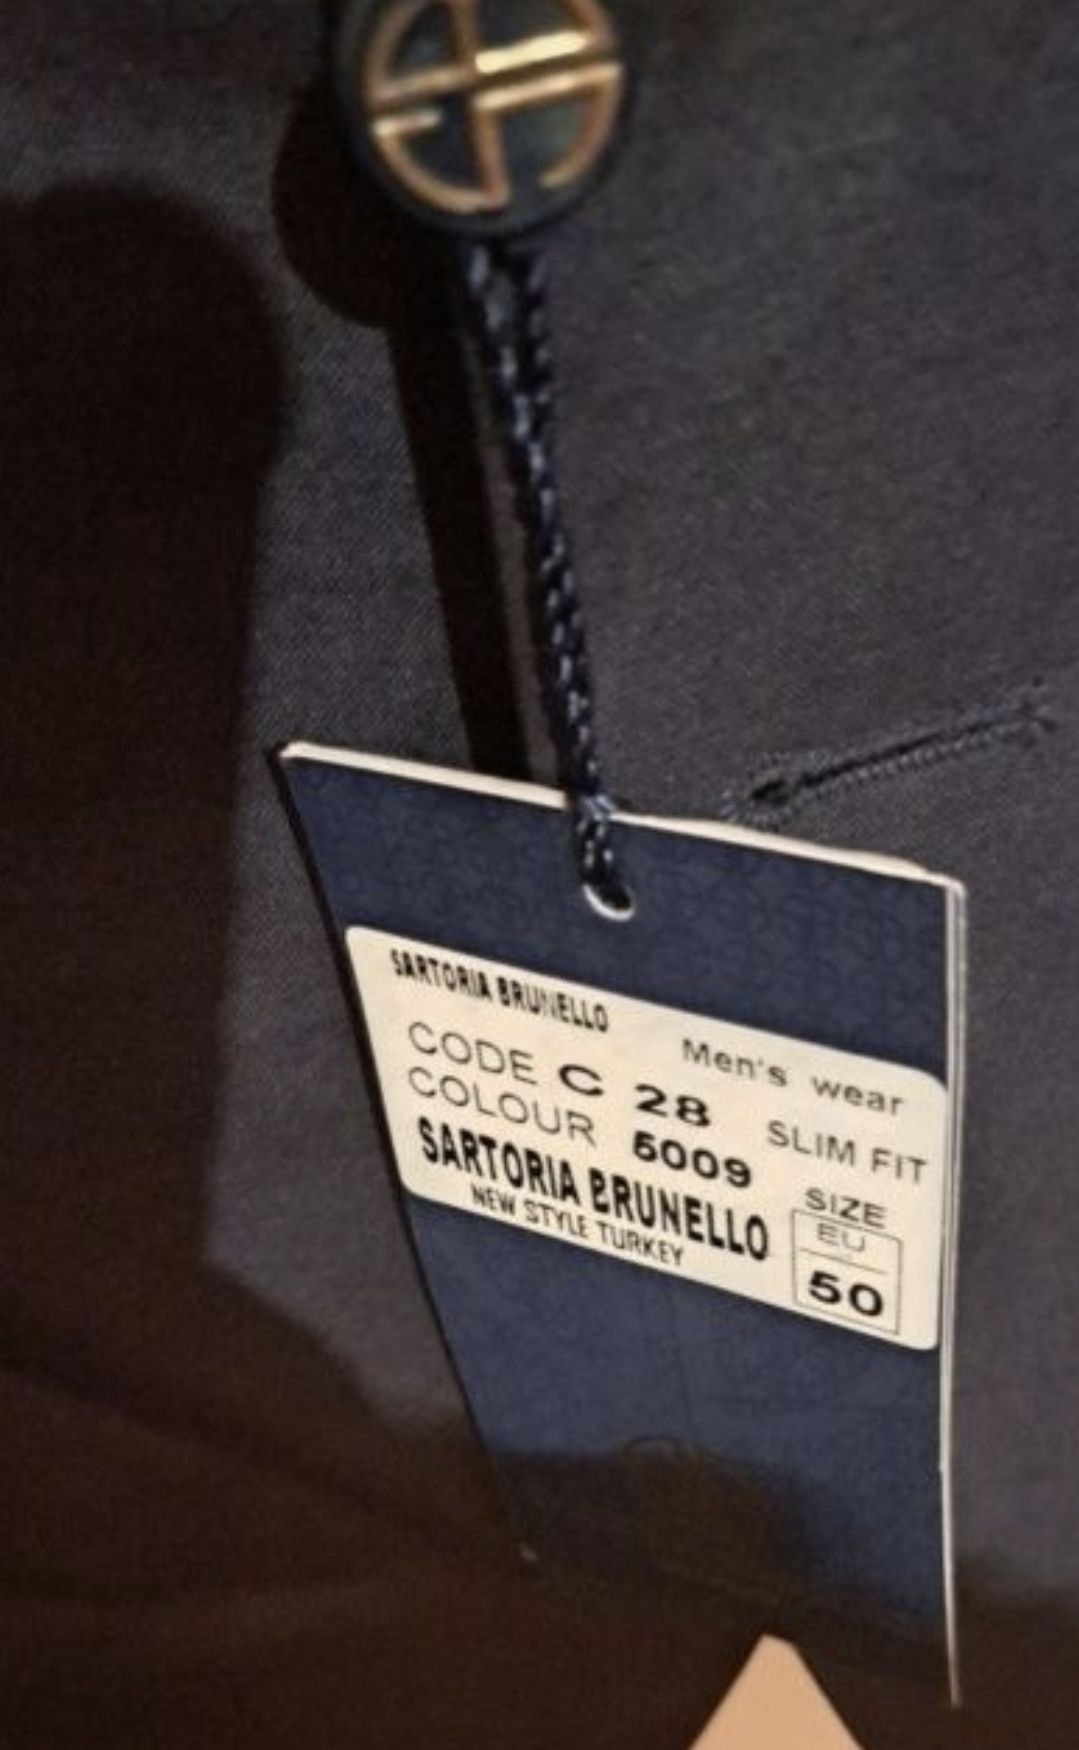 SARTORIA BRUNELLO
Men's wear
CODE C 28
SLIM FIT
COLOUR 5009
SARTORIA BRUNELLO
NEW STYLE TURKEY
SIZE
EU
50